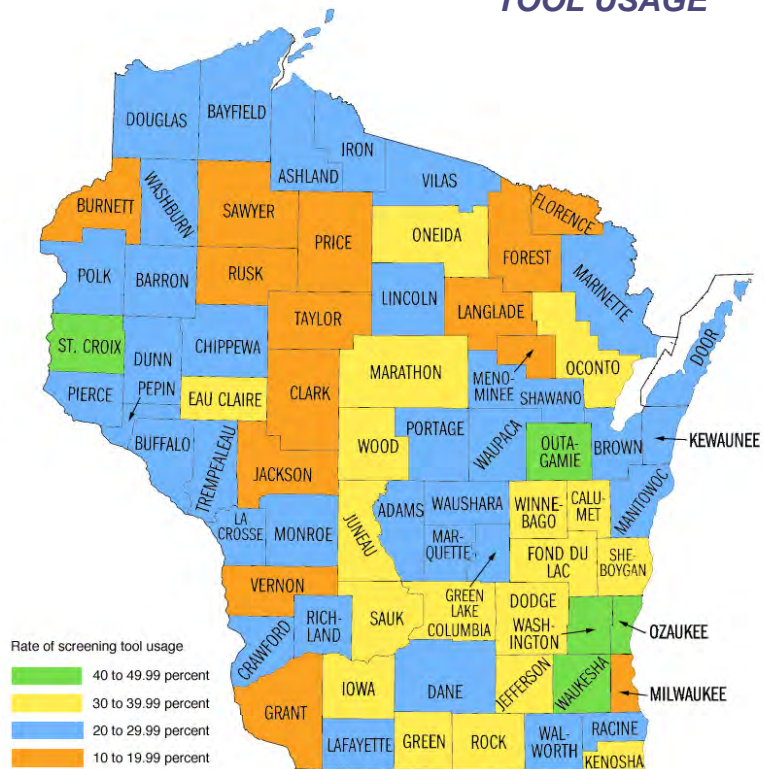 TOOL USAGE
DOUGLAS
BAYFIELD
ASHLAND
IRON
VILAS
BURNETT
WASHBURN
SAWYER
PRICE
ONEIDA
FOREST
FLORENCE
MARINETTE
POLK
BARRON
RUSK
LINCOLN
LANGLADE
TAYLOR
DOOR
ST. CROIX
DUNN
CHIPPEWA
MARATHON
MENO-
MINEE
OCONTO
SHAWANO
PIERCE
PEPIN
EAU CLAIRE
CLARK
BUFFALO
TREMPEALEAU
JACKSON
WOOD
PORTAGE
WAUPACA
OUTA-
GAMIE
BROWN
KEWAUNEE
LA
CROSSE
MONROE
JUNEAU
ADAMS
WAUSHARA
WINNE-
BAGO
CALU-
MET
MANITOWOC
MAR-
QUETTE
GREEN
LAKE
FOND DU
LAC
SHE-
BOYGAN
VERNON
CRAWFORD
RICH-
LAND
SAUK
COLUMBIA
DODGE
WASH-
INGTON
OZAUKEE
Rate of screening tool usage
40 to 49.99 percent
30 to 39.99 percent
20 to 29.99 percent
10 to 19.99 percent
GRANT
IOWA
DANE
JEFFERSON
WAUKESHA
MILWAUKEE
LAFAYETTE
GREEN
ROCK
WAL-
WORTH
RACINE
KENOSHA